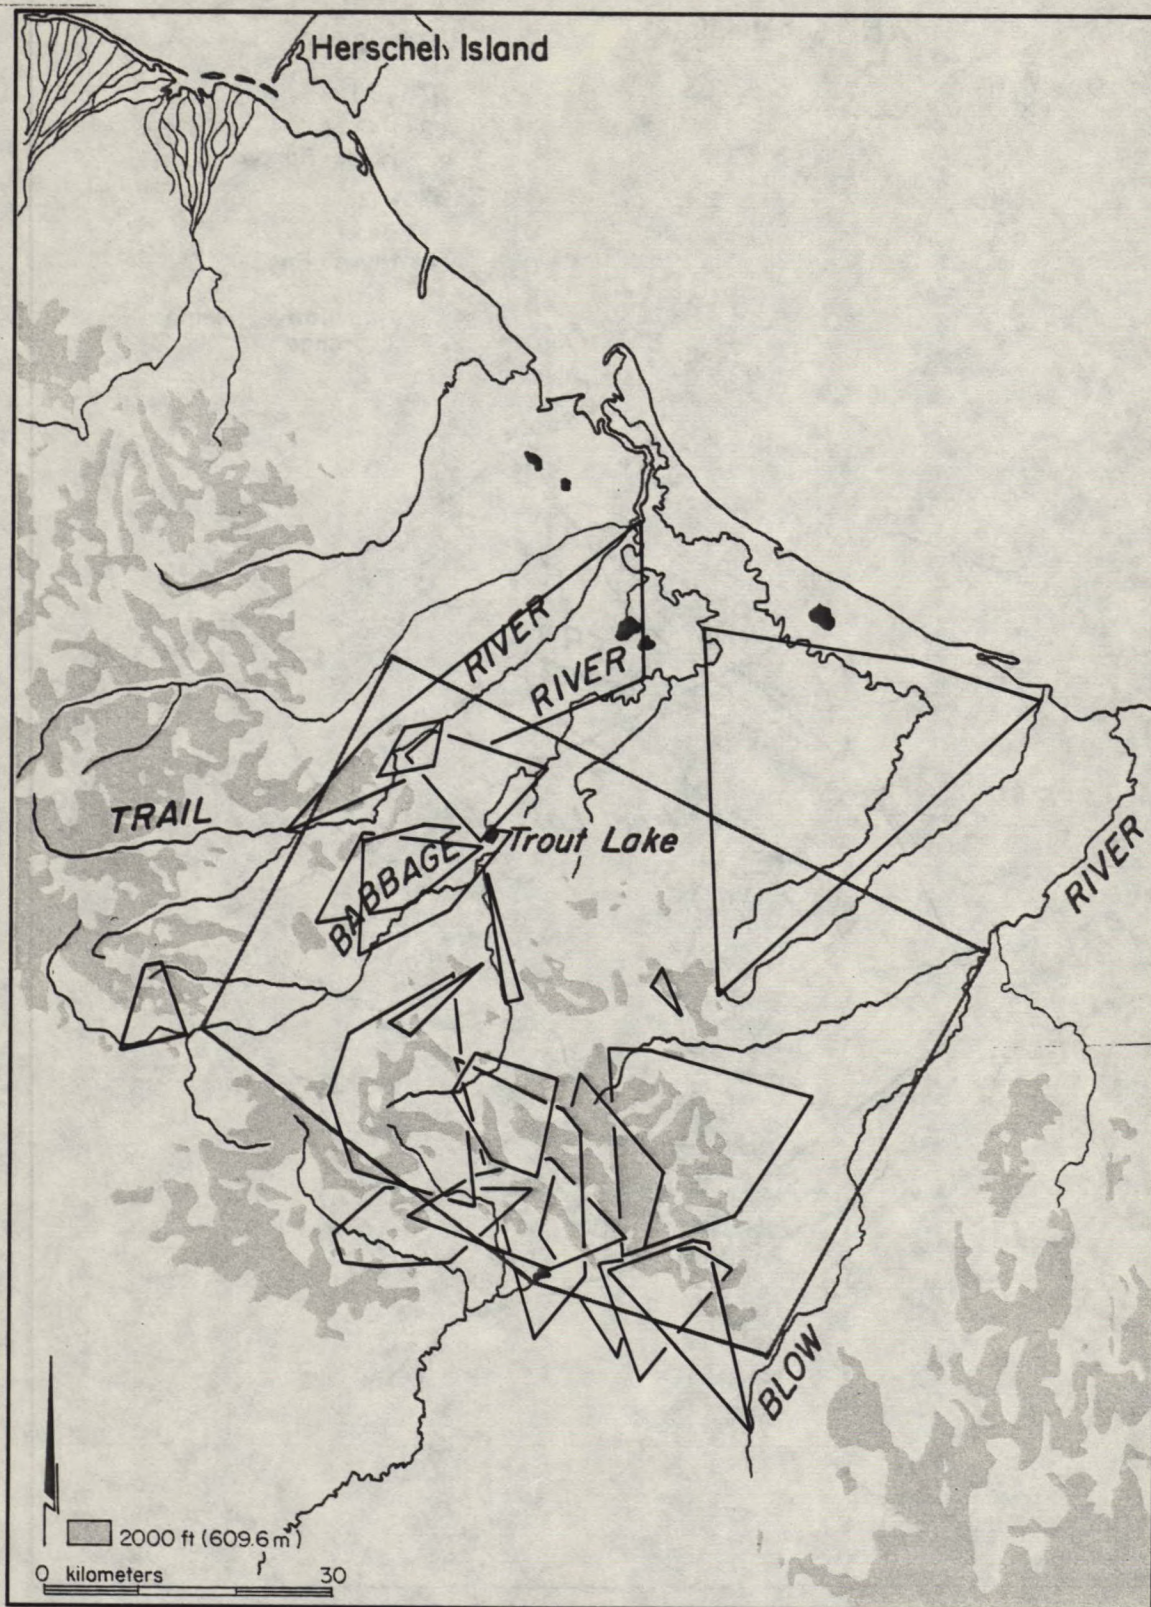 Herschel Island
RIVER
RIVER
TRAIL
Trout Lake
BABBAGE
RIVER
BLOW
2000 ft (609.6 m)
0 kilometers 30